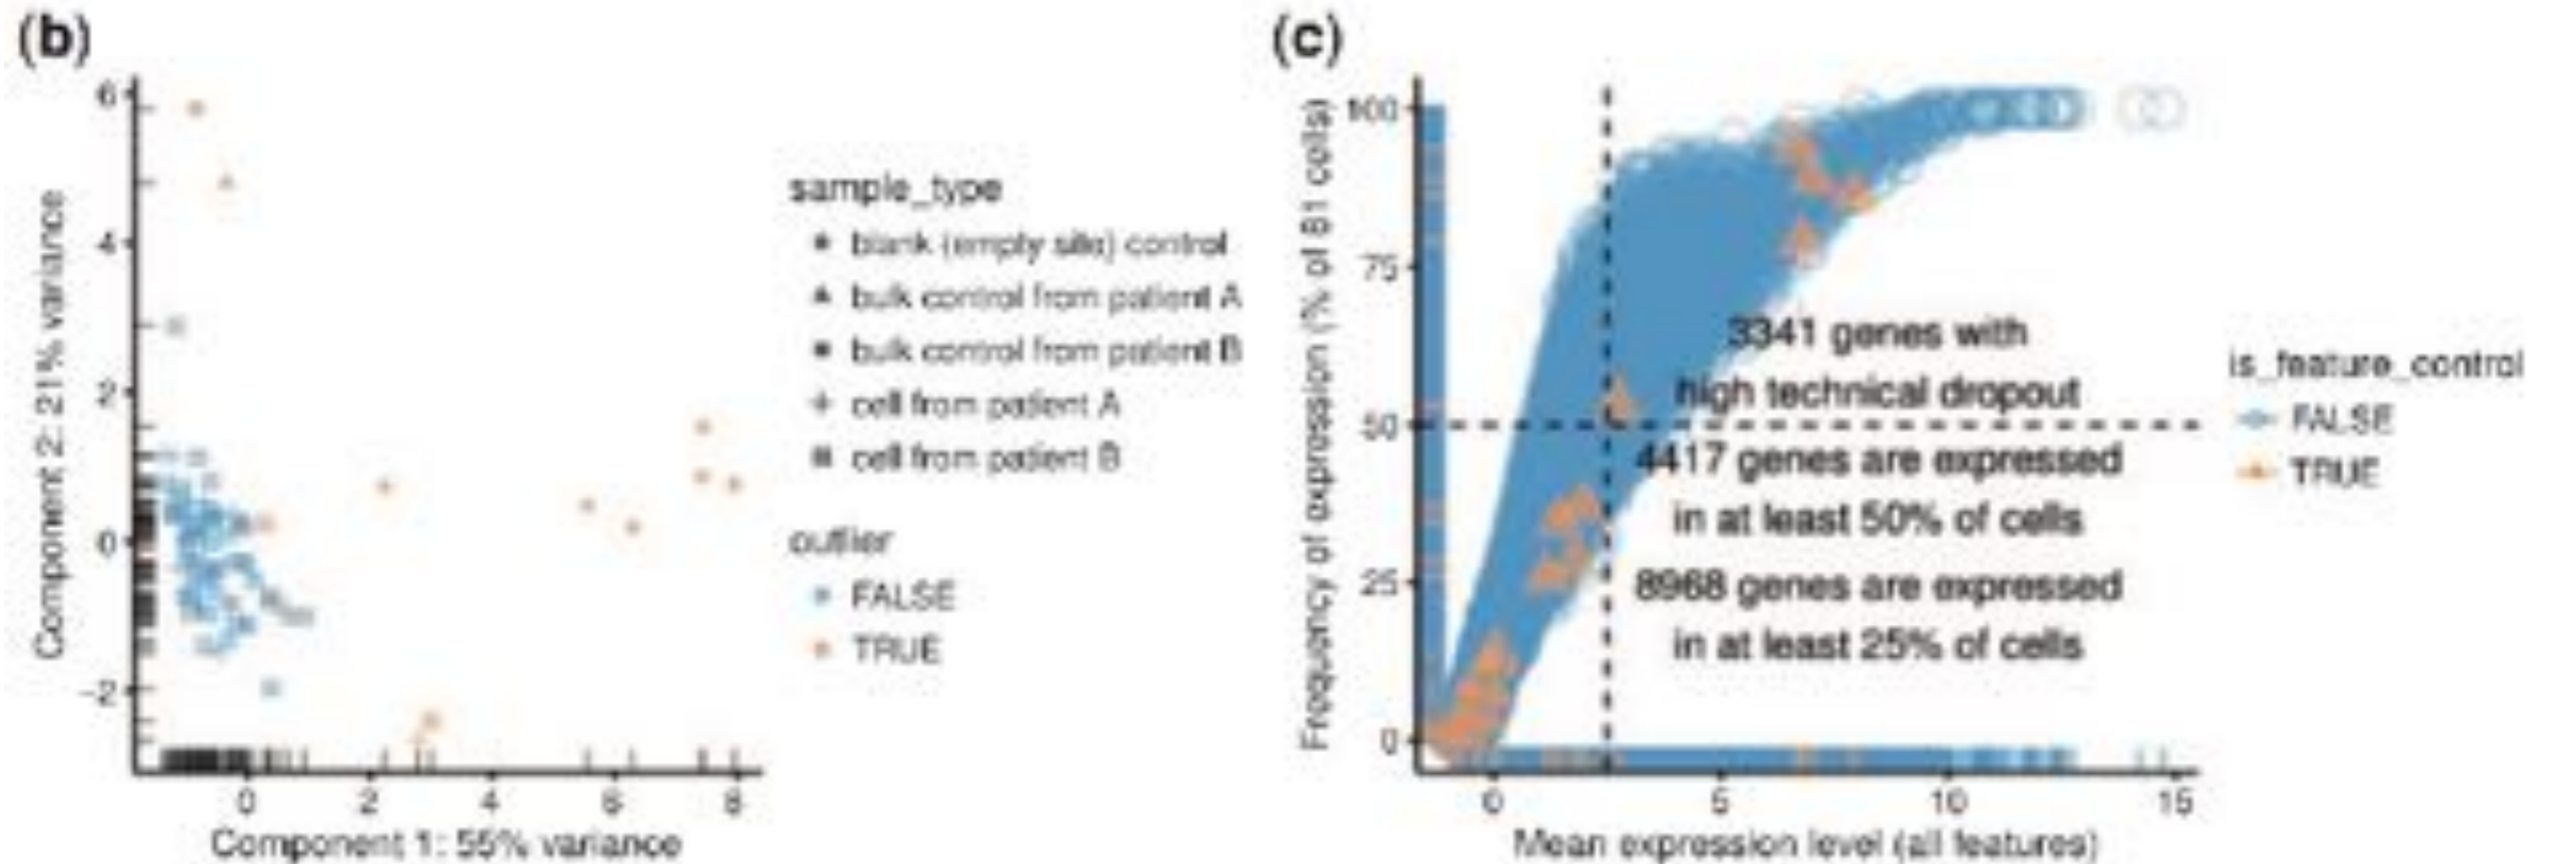 (b)
6
4
2
0
-2
Component 2: 21% variance
0 2 4 6 8
Component 1: 55% variance
sample_type
blank (empty site) control
bulk control from patient A
bulk control from patient B
cell from patient A
cell from patient B
outlier
FALSE
TRUE
(c)
100
75
50
25
0
Frequency of expression (% of 81 cells)
3341 genes with
high technical dropout
4417 genes are expressed
in at least 50% of cells
8968 genes are expressed
in at least 25% of cells
0 5 10 15
Mean expression level (all features)
is_feature_control
FALSE
TRUE